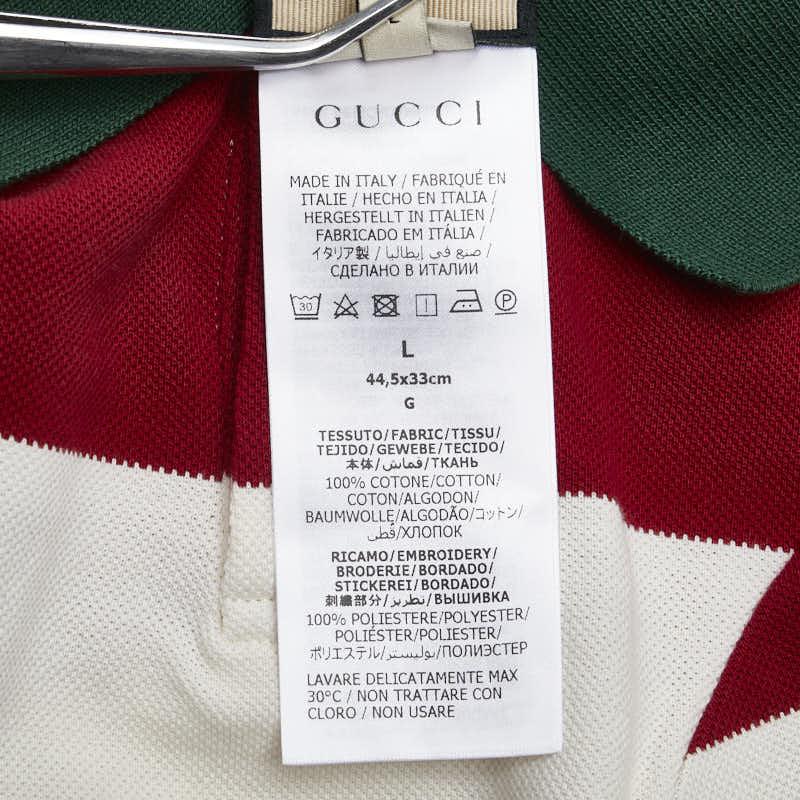 L
GUCCI
MADE IN ITALY / FABRIQUÉ EN
ITALIE / HECHO EN ITALIA /
HERGESTELLT IN ITALIEN /
FABRICADO EM ITÁLIA /
イタリア製 / صنع في إيطاليا /
СДЕЛАНО В ИТАЛИИ
30 P
L
44,5x33cm
G
TESSUTO/FABRIC/TISSU/
TEJIDO/GEWEBE/TECIDO/
本体/قماش/ТКАНЬ
100% COTONE/COTTON/
COTON/ALGODON/
BAUMWOLLE/ALGODÃO/コットン/
قطن/ХЛОПОК
RICAMO/EMBROIDERY/
BRODERIE/BORDADO/
STICKEREI/BORDADO/
刺繍部分/تطريز/ВЫШИВКА
100% POLIESTERE/POLYESTER/
POLIÉSTER/POLIESTER/
ポリエステル/بوليستر/ПОЛИЭСТЕР
LAVARE DELICATAMENTE MAX
30°C / NON TRATTARE CON
CLORO / NON USARE